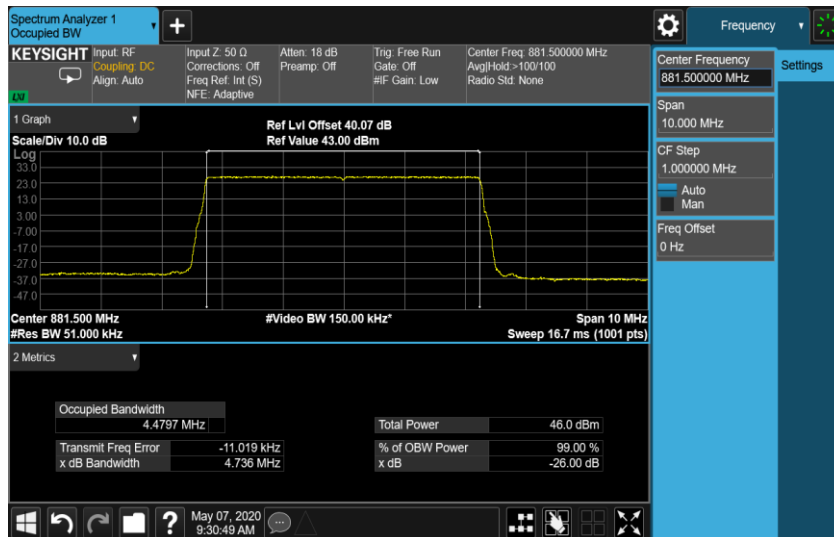 Spectrum Analyzer 1
Occupied BW
+
Frequency
KEYSIGHT
Input: RF
Coupling: DC
Align: Auto
Input Z: 50 Ω
Corrections: Off
Freq Ref: Int (S)
NFE: Adaptive
Atten: 18 dB
Preamp: Off
Trig: Free Run
Gate: Off
#IF Gain: Low
Center Freq: 881.500000 MHz
Avg|Hold:>100/100
Radio Std: None
1 Graph
Scale/Div 10.0 dB
Ref Lvl Offset 40.07 dB
Ref Value 43.00 dBm
Log
33.0
23.0
13.0
3.00
-7.00
-17.0
-27.0
-37.0
-47.0
Center 881.500 MHz
#Res BW 51.000 kHz
#Video BW 150.00 kHz*
Span 10 MHz
Sweep 16.7 ms (1001 pts)
2 Metrics
Occupied Bandwidth
4.4797 MHz
Total Power 46.0 dBm
Transmit Freq Error -11.019 kHz
% of OBW Power 99.00 %
x dB Bandwidth 4.736 MHz
x dB -26.00 dB
?
May 07, 2020
9:30:49 AM
Center Frequency
881.500000 MHz
Settings
Span
10.000 MHz
CF Step
1.000000 MHz
Auto
Man
Freq Offset
0 Hz